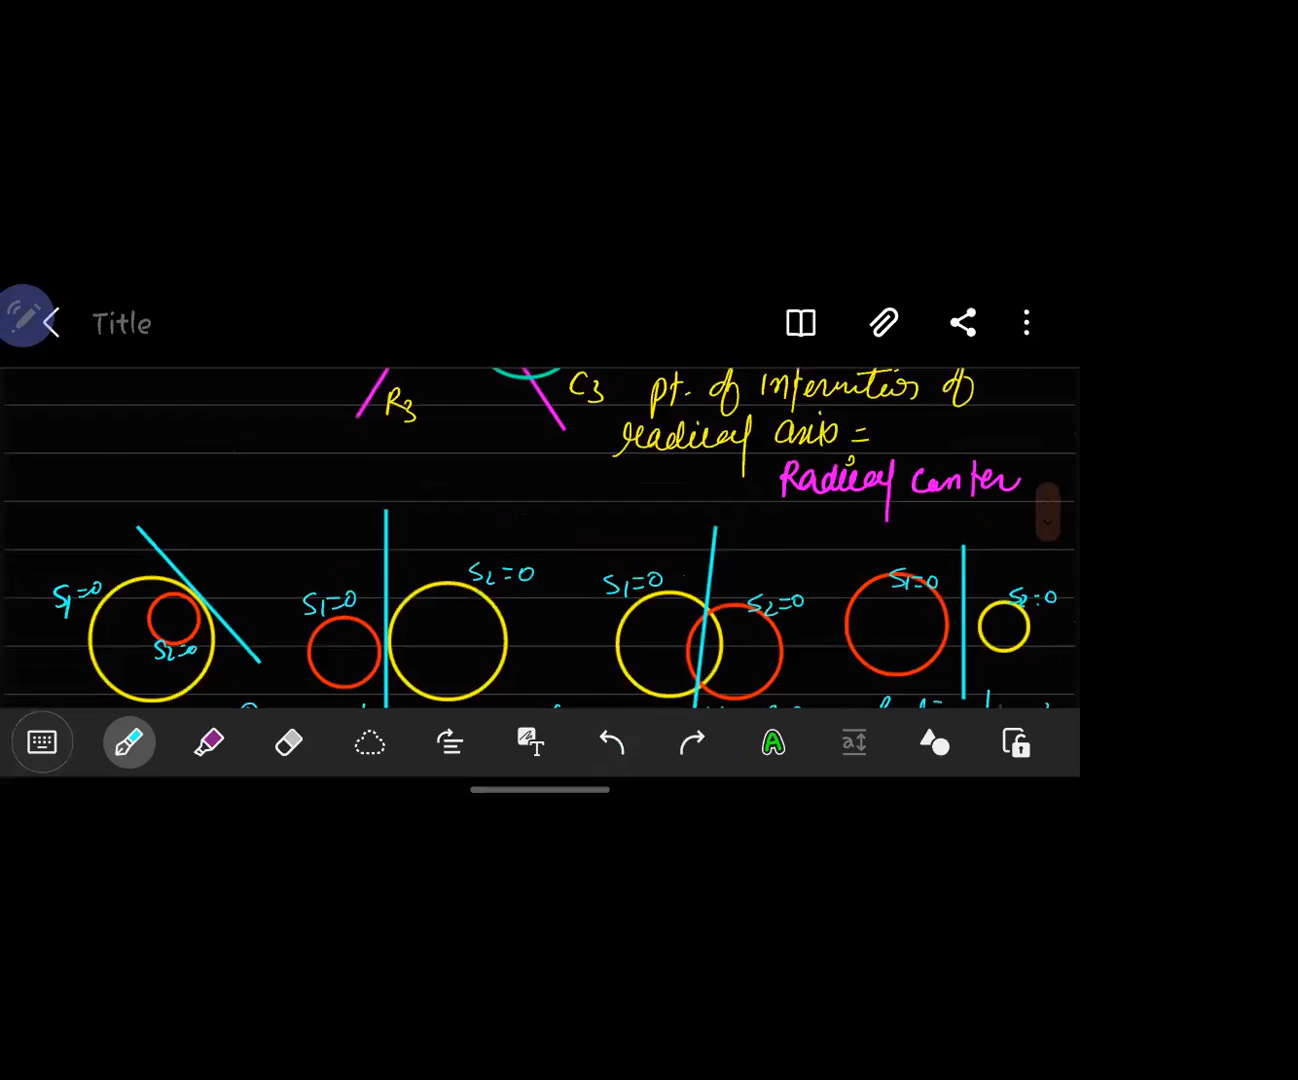 Title
R3
C3 pt. of intersection of
radical axis =
Radical center
S1=0 S2=0
S1=0 S2=0
S1=0 S2=0
S1=0 S2=0